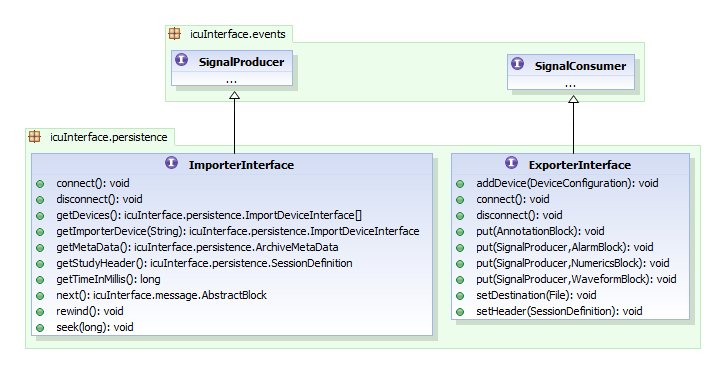 icuInterface.events
I SignalProducer
...
I SignalConsumer
...
icuInterface.persistence
I ImporterInterface
connect(): void
disconnect(): void
getDevices(): icuInterface.persistence.ImportDeviceInterface[]
getImporterDevice(String): icuInterface.persistence.ImportDeviceInterface
getMetaData(): icuInterface.persistence.ArchiveMetaData
getStudyHeader(): icuInterface.persistence.SessionDefinition
getTimeInMillis(): long
next(): icuInterface.message.AbstractBlock
rewind(): void
seek(long): void
I ExporterInterface
addDevice(DeviceConfiguration): void
connect(): void
disconnect(): void
put(AnnotationBlock): void
put(SignalProducer,AlarmBlock): void
put(SignalProducer,NumericsBlock): void
put(SignalProducer,WaveformBlock): void
setDestination(File): void
setHeader(SessionDefinition): void